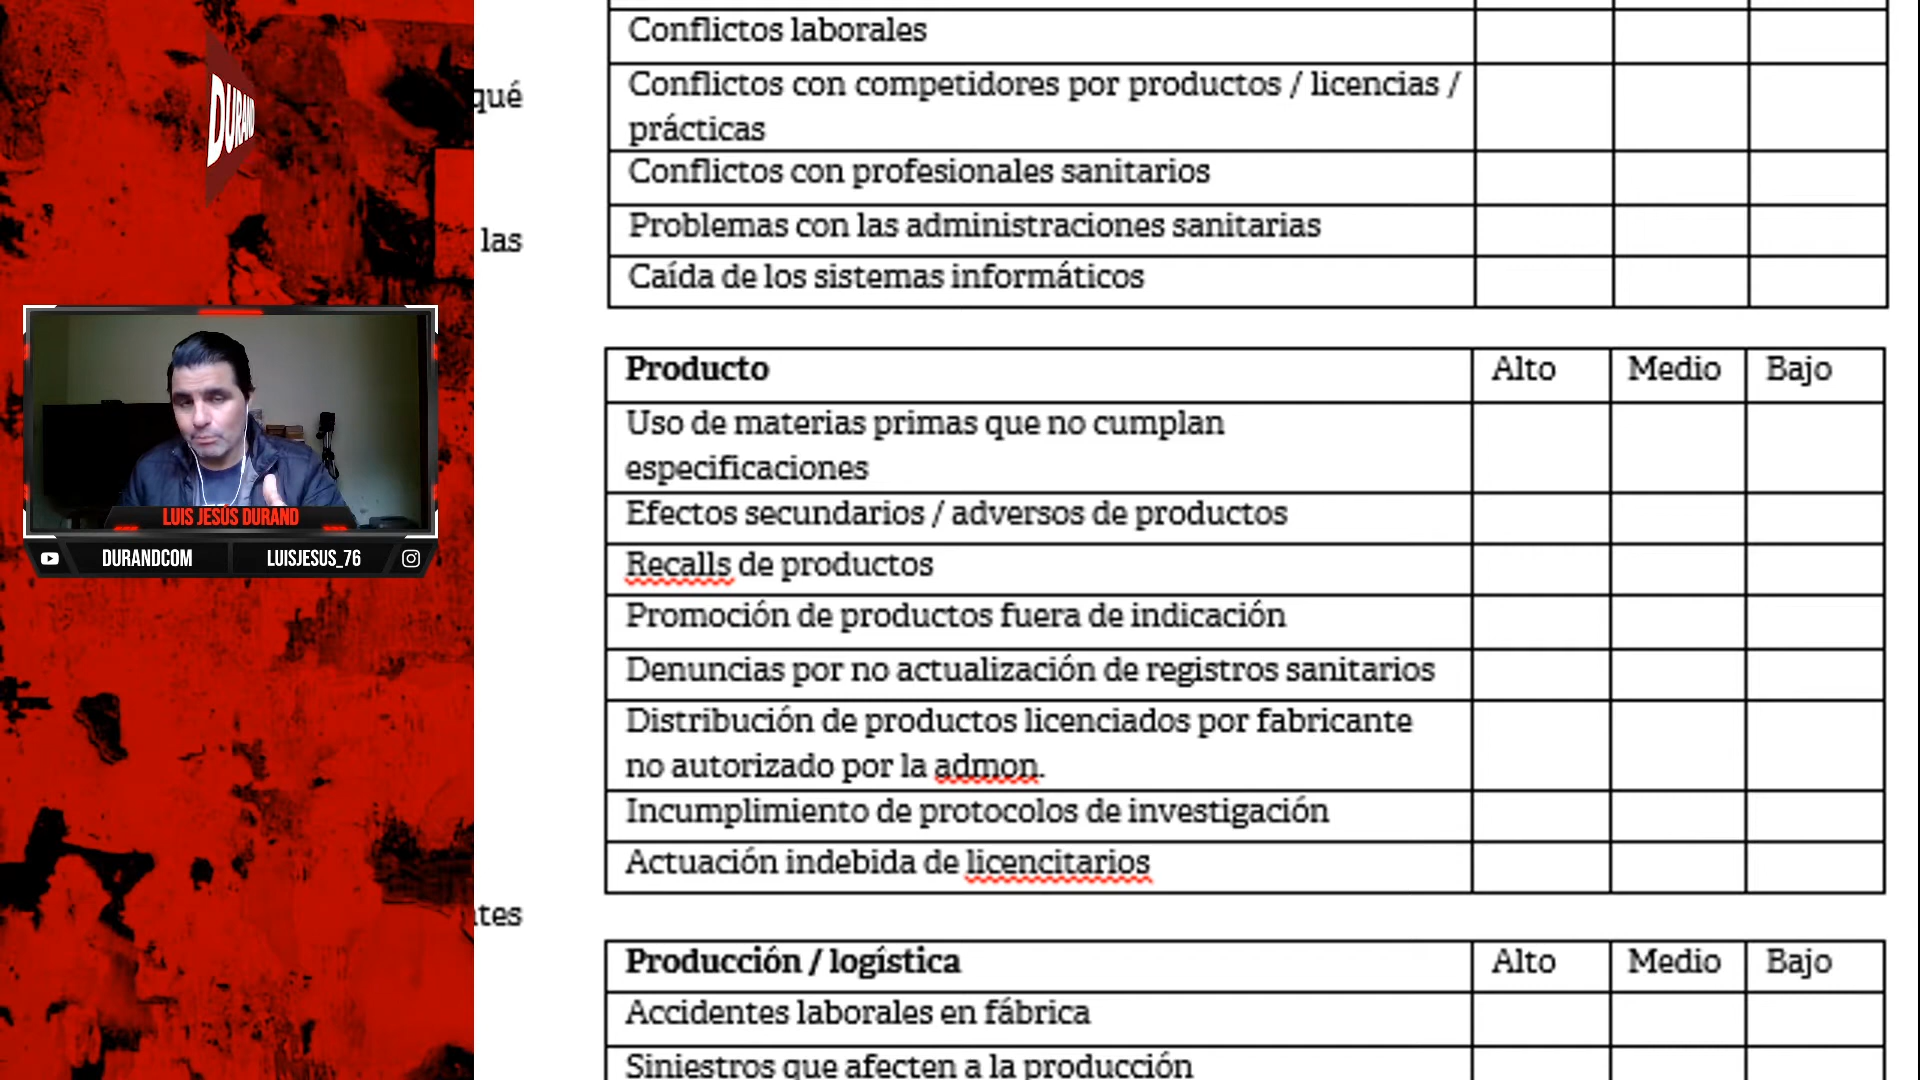 DURAND
qué
las
ntes
LUIS JESÚS DURAND
DURANDCOM
LUISJESUS_76
Conflictos laborales
Conflictos con competidores por productos / licencias /
prácticas
Conflictos con profesionales sanitarios
Problemas con las administraciones sanitarias
Caída de los sistemas informáticos
Producto Alto Medio Bajo
Uso de materias primas que no cumplan
especificaciones
Efectos secundarios / adversos de productos
Recalls de productos
Promoción de productos fuera de indicación
Denuncias por no actualización de registros sanitarios
Distribución de productos licenciados por fabricante
no autorizado por la admon.
Incumplimiento de protocolos de investigación
Actuación indebida de licencitarios
Producción / logística Alto Medio Bajo
Accidentes laborales en fábrica
Siniestros que afecten a la producción